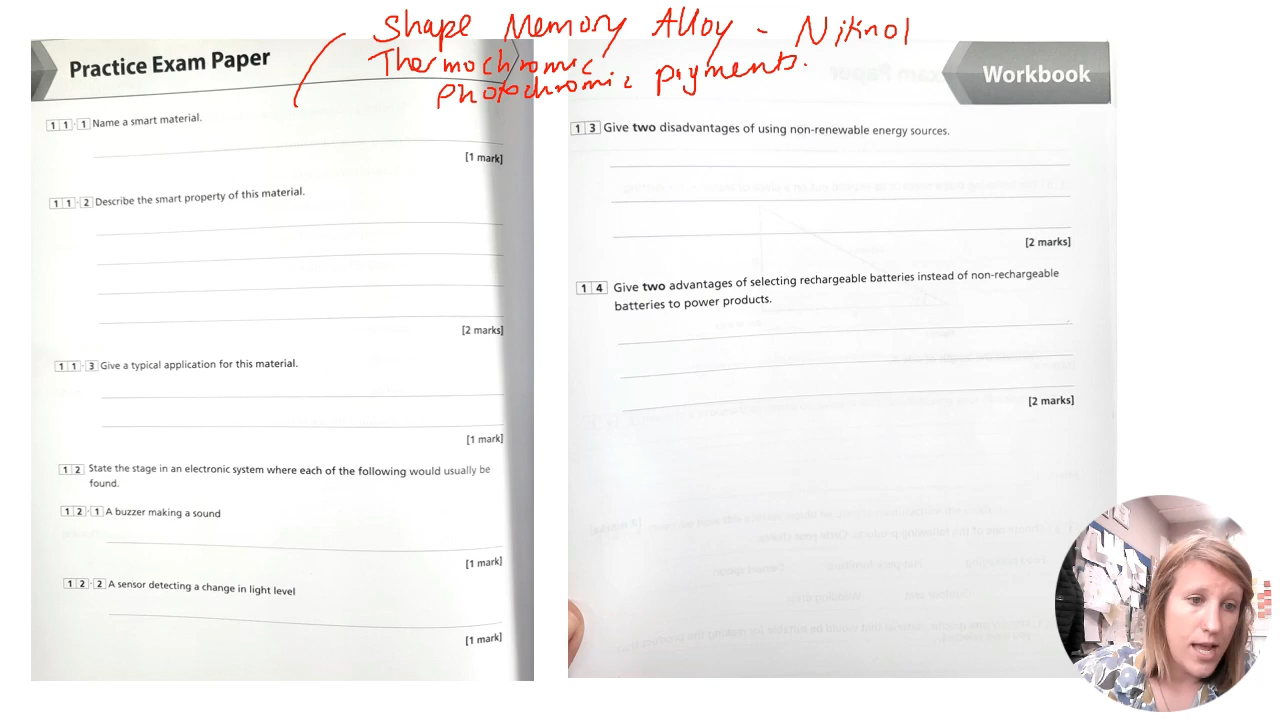 Shape Memory Alloy - Nitinol
Thermochromic
Photochromic pigments.
Practice Exam Paper
1 1 . 1 Name a smart material.
[1 mark]
1 1 . 2 Describe the smart property of this material.
[2 marks]
1 1 . 3 Give a typical application for this material.
[1 mark]
1 2 State the stage in an electronic system where each of the following would usually be
found.
1 2 . 1 A buzzer making a sound
[1 mark]
1 2 . 2 A sensor detecting a change in light level
[1 mark]
Workbook
1 3 Give two disadvantages of using non-renewable energy sources.
[2 marks]
1 4 Give two advantages of selecting rechargeable batteries instead of non-rechargeable
batteries to power products.
[2 marks]